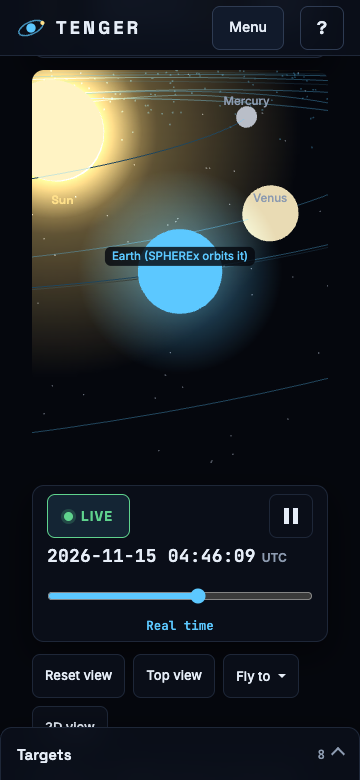 TENGER
Menu
?
Mercury
Sun
Venus
Earth (SPHEREx orbits it)
LIVE
2026-11-15 04:46:09 UTC
Real time
Reset view
Top view
Fly to
2D view
Targets
8